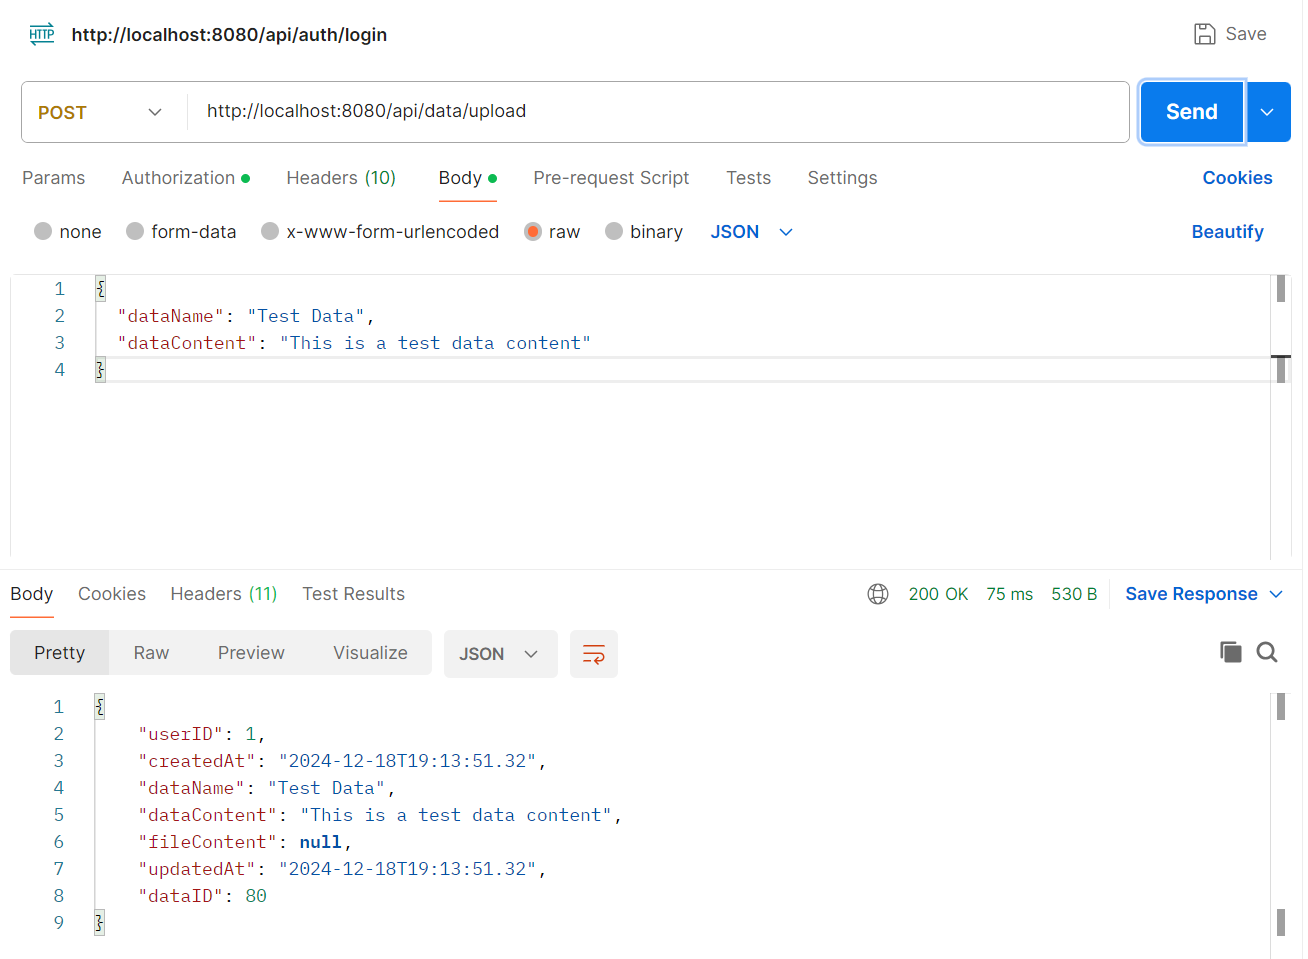 HTTP http://localhost:8080/api/auth/login Save
POST http://localhost:8080/api/data/upload Send
Params Authorization Headers (10) Body Pre-request Script Tests Settings Cookies
none form-data x-www-form-urlencoded raw binary JSON Beautify
1 {
2 "dataName": "Test Data",
3 "dataContent": "This is a test data content"
4 }
Body Cookies Headers (11) Test Results 200 OK 75 ms 530 B Save Response
Pretty Raw Preview Visualize JSON
1 {
2 "userID": 1,
3 "createdAt": "2024-12-18T19:13:51.32",
4 "dataName": "Test Data",
5 "dataContent": "This is a test data content",
6 "fileContent": null,
7 "updatedAt": "2024-12-18T19:13:51.32",
8 "dataID": 80
9 }